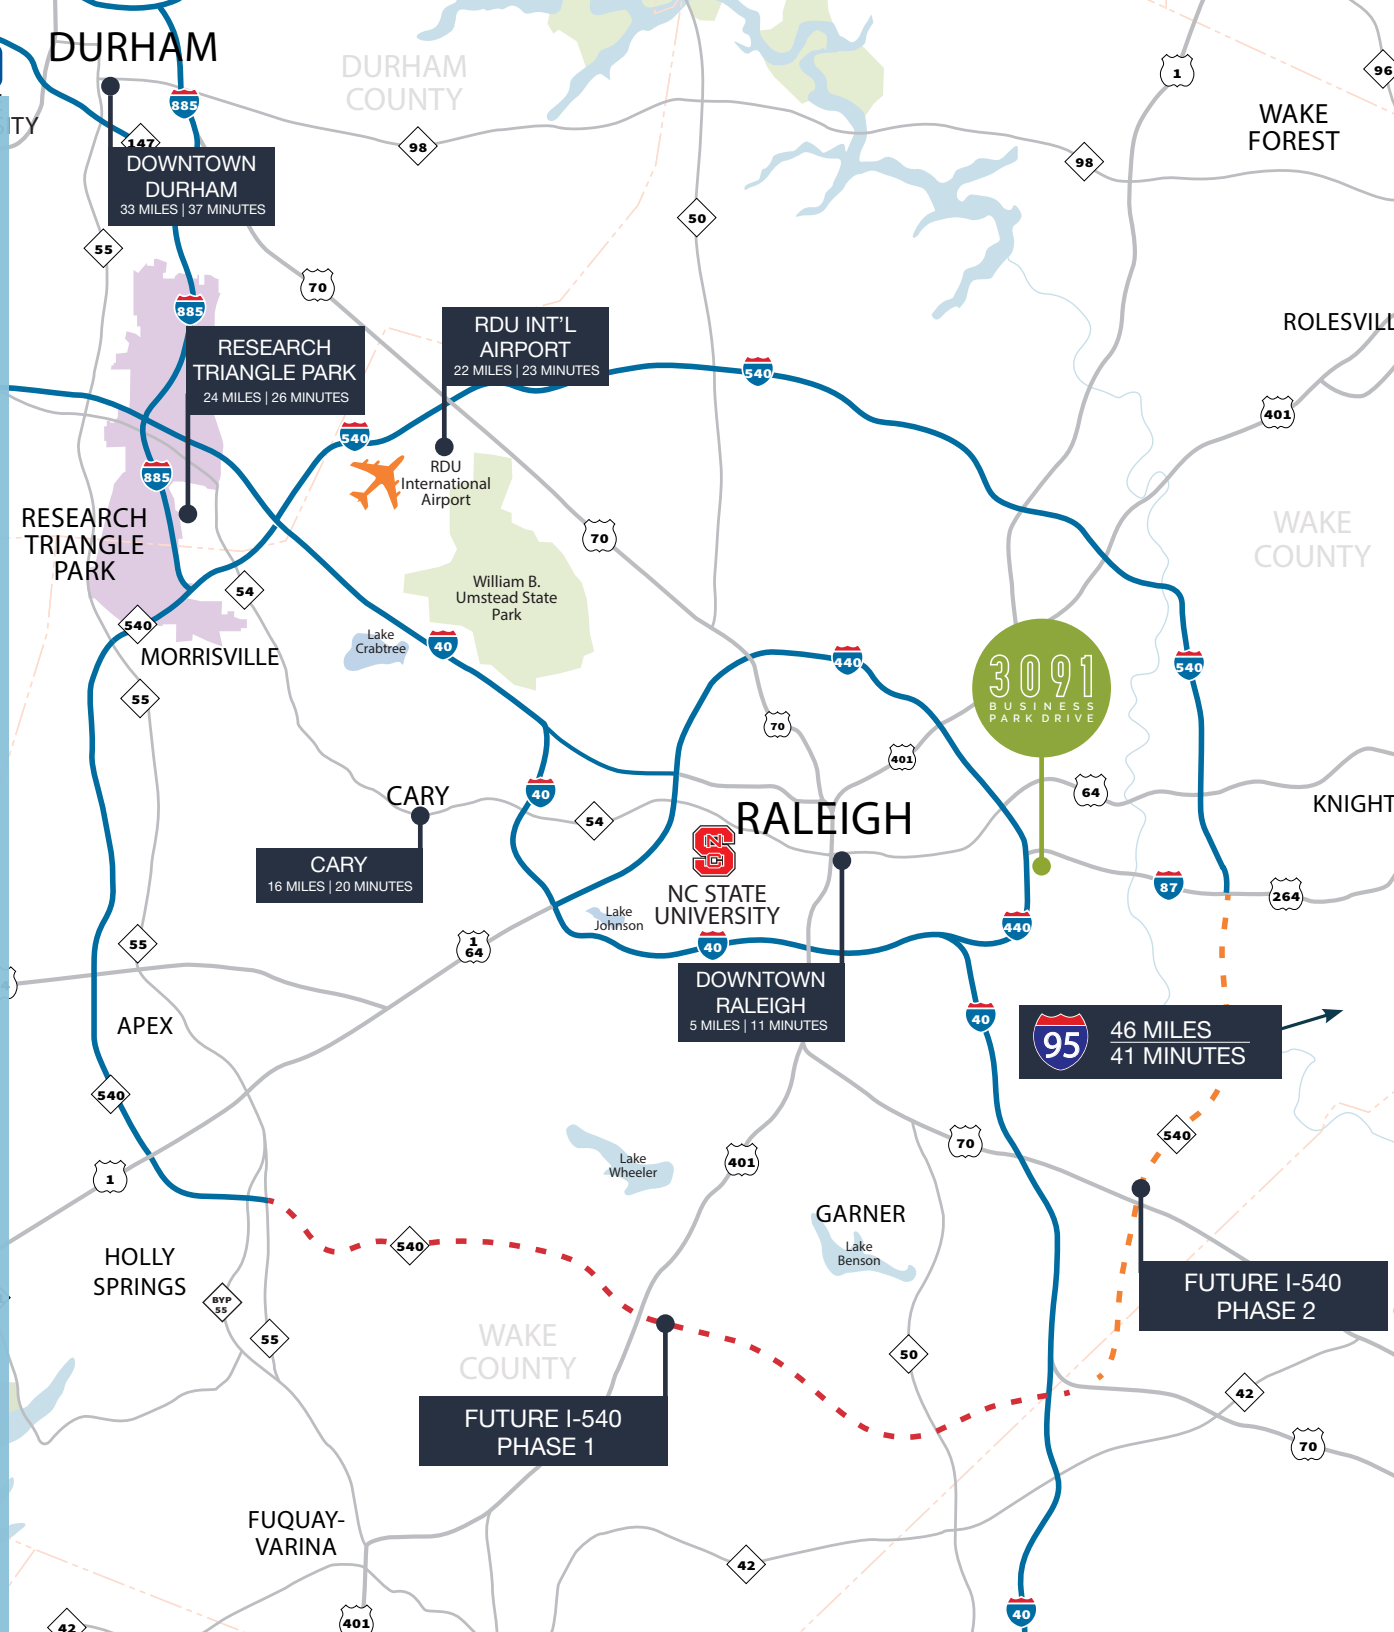 DURHAM
DURHAM
COUNTY
1
96
885
WAKE
FOREST
147
98
98
DOWNTOWN
DURHAM
33 MILES | 37 MINUTES
50
55
70
885
RDU INT'L
AIRPORT
22 MILES | 23 MINUTES
ROLESVILL
RESEARCH
TRIANGLE PARK
24 MILES | 26 MINUTES
540
401
540
885
RDU
International
Airport
RESEARCH
TRIANGLE
PARK
WAKE
COUNTY
70
William B.
Umstead State
Park
54
540
Lake
Crabtree
40
MORRISVILLE
440
540
3091
BUSINESS
PARK DRIVE
55
70
401
40
64
CARY
KNIGHT
54
RALEIGH
NC
S
CARY
16 MILES | 20 MINUTES
NC STATE
UNIVERSITY
87
264
Lake
Johnson
440
55
1
64
40
DOWNTOWN
RALEIGH
5 MILES | 11 MINUTES
40
APEX
95
46 MILES
41 MINUTES
540
540
70
401
1
Lake
Wheeler
GARNER
Lake
Benson
540
HOLLY
SPRINGS
FUTURE I-540
PHASE 2
BYP
55
55
WAKE
COUNTY
50
42
FUTURE I-540
PHASE 1
70
FUQUAY-
VARINA
42
401
40
42